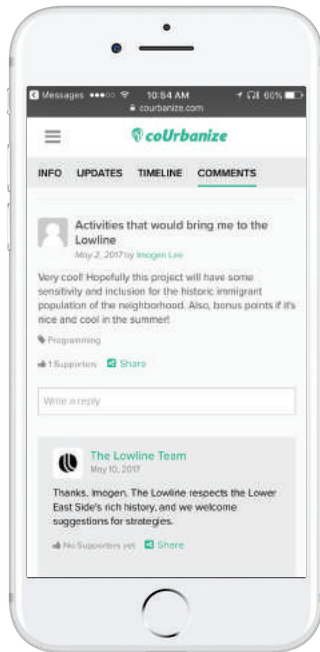 Messages 10:54 AM 60%
courbanize.com
coUrbanize
INFO UPDATES TIMELINE COMMENTS
Activities that would bring me to the
Lowline
May 2, 2017 by Imogen Lee
Very cool! Hopefully this project will have some
sensitivity and inclusion for the historic immigrant
population of the neighborhood. Also, bonus points if it's
nice and cool in the summer!
Programming
1 Supporters Share
Write a reply
The Lowline Team
May 10, 2017
Thanks, Imogen. The Lowline respects the Lower
East Side's rich history, and we welcome
suggestions for strategies.
No Supporters yet Share